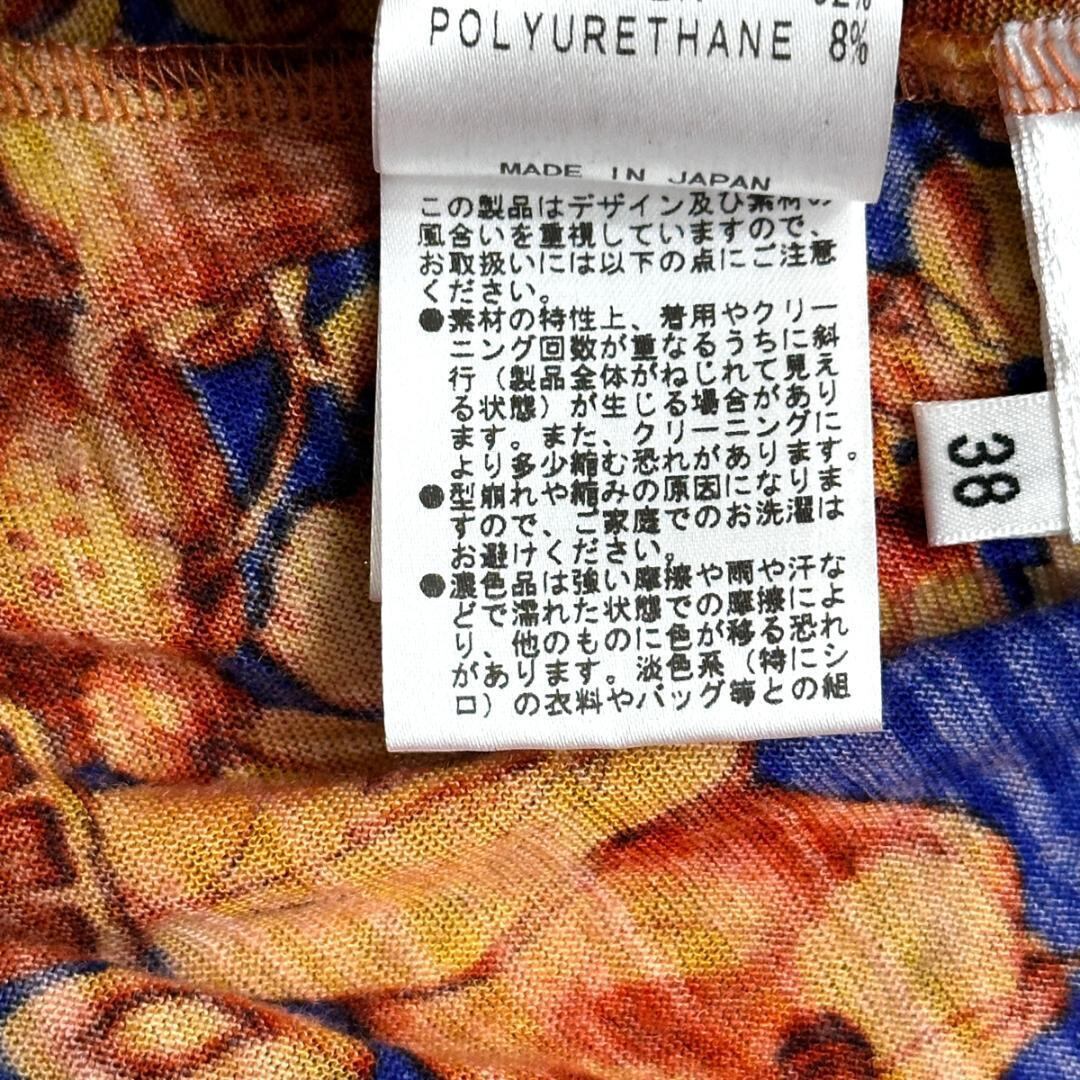 POLYURETHANE 8%
MADE IN JAPAN
この製品はデザイン及び素材の
風合いを重視していますので、
お取扱いには以下の点にご注意
ください。
●素材の特性上、着用やクリー
ニング回数が重なるうちに斜
行（製品全体がねじれて見え
る状態）が生じる場合があり
ます。また、クリーニングに
より多少縮む恐れがあります。
●型崩れや縮みの原因になりま
すので、ご家庭でのお洗濯は
お避けください。
●濃色品は強い摩擦や雨や汗な
どで濡れた状態での摩擦によ
り、他のものに色が移る恐れ
があります。淡色系（特にシ
ロ）の衣料やバッグ等との組
38